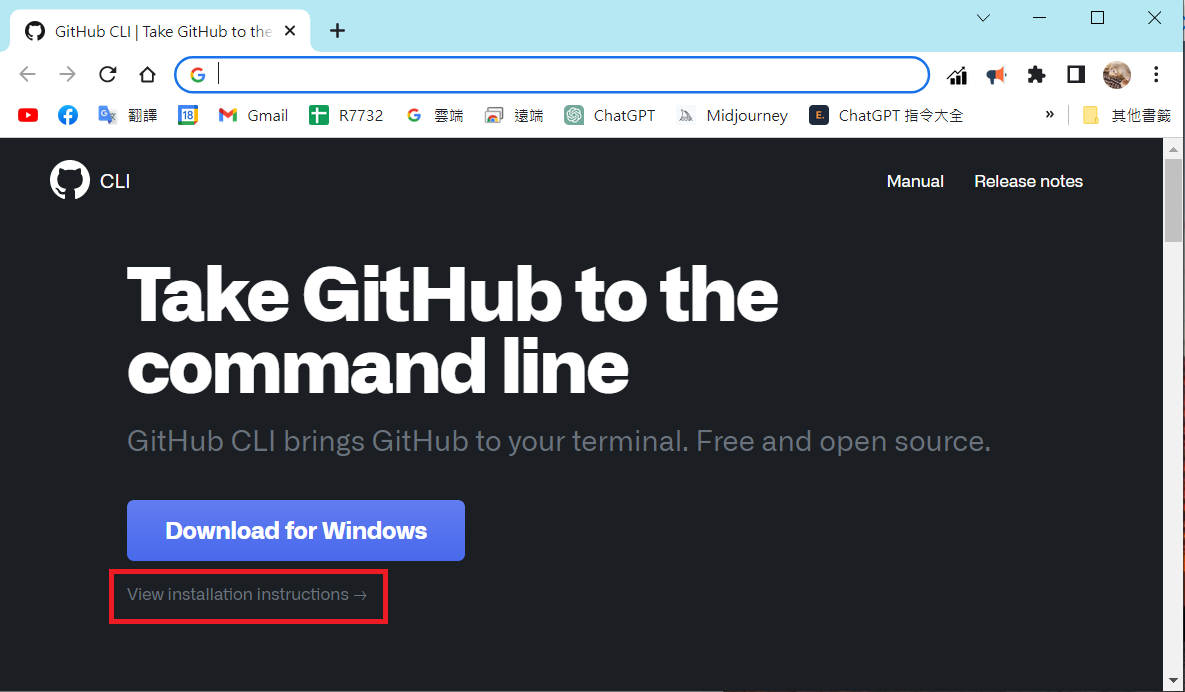 GitHub CLI | Take GitHub to the
翻譯
18
Gmail
R7732
雲端
遠端
ChatGPT
Midjourney
E.
ChatGPT 指令大全
»
其他書籤
CLI
Manual
Release notes
Take GitHub to the
command line
GitHub CLI brings GitHub to your terminal. Free and open source.
Download for Windows
View installation instructions →